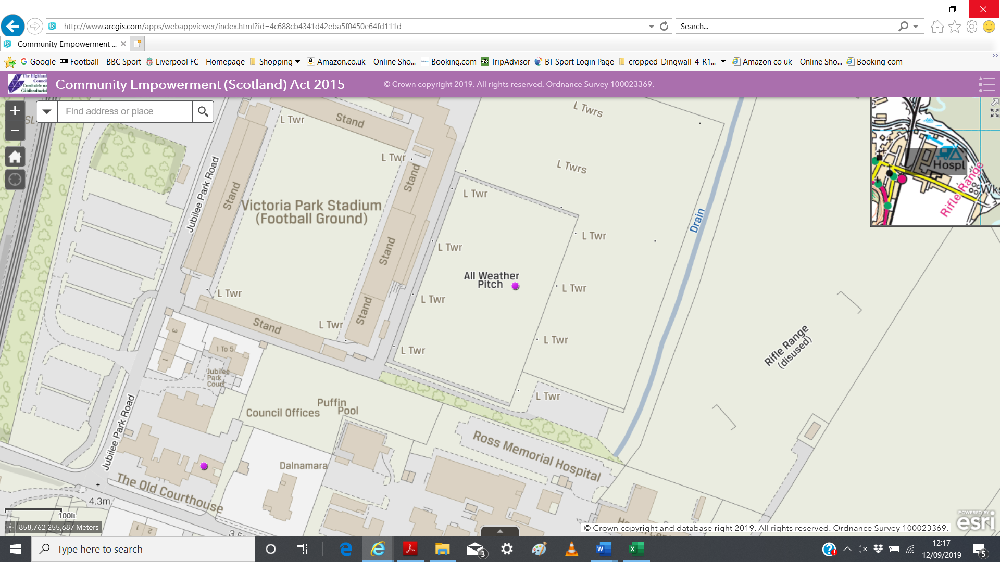 http://www.arcgis.com/apps/webappviewer/index.html?id=4c688cb4341d42eba5f0450e64fd111d
Search...
Community Empowerment ...
Google
Football - BBC Sport
Liverpool FC - Homepage
Shopping
Amazon.co.uk – Online Sho...
Booking.com
TripAdvisor
BT Sport Login Page
cropped-Dingwall-4-R1...
Amazon co uk – Online Sho...
Booking com
The Highland
Council
Comhairle na
Gàidhealtachd
Community Empowerment (Scotland) Act 2015
© Crown copyright 2019. All rights reserved. Ordnance Survey 100023369.
Find address or place
SL
L Twr
Stand
L Twrs
L Twr
L Twrs
Stand
Jubilee Park Road
Stand
Victoria Park Stadium
(Football Ground)
L Twr
Hospl
Rifle Range
Wks
Drain
L Twr
Stand
L Twr
All Weather
Pitch
L Twr
L Twr
L Twr
Stand
Stand
L Twr
L Twr
L Twr
Rifle Range
(disused)
3
1
1 To 5
Jubilee
Park
Court
L Twr
Puffin
Pool
Council Offices
Jubilee Park Road
Ross Memorial Hospital
Dalnamara
The Old Courthouse
4.3m
100ft
858,762 255,687 Meters
1
2
3.5
POWERED BY
esri
© Crown copyright and database right 2019. All rights reserved. Ordnance Survey 100023369.
Type here to search
3
12:17
12/09/2019
5